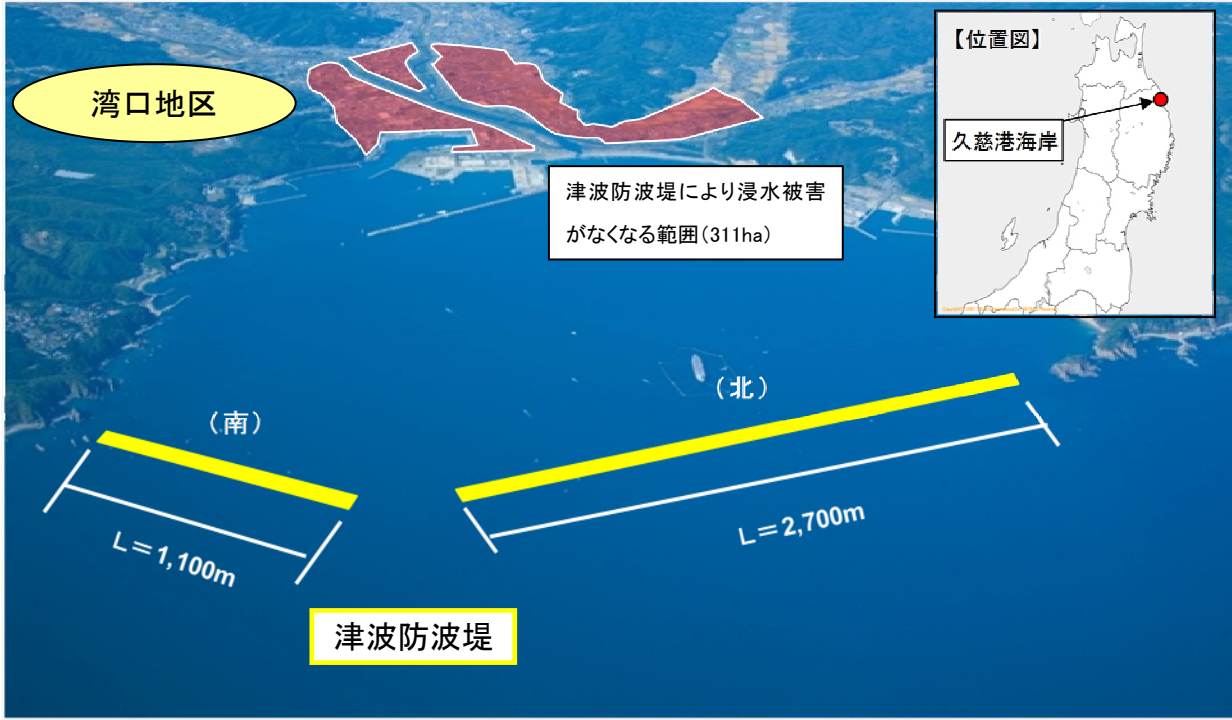 湾口地区
【位置図】
久慈港海岸
津波防波堤により浸水被害
がなくなる範囲(311ha)
(南)
(北)
L=1,100m
L=2,700m
津波防波堤